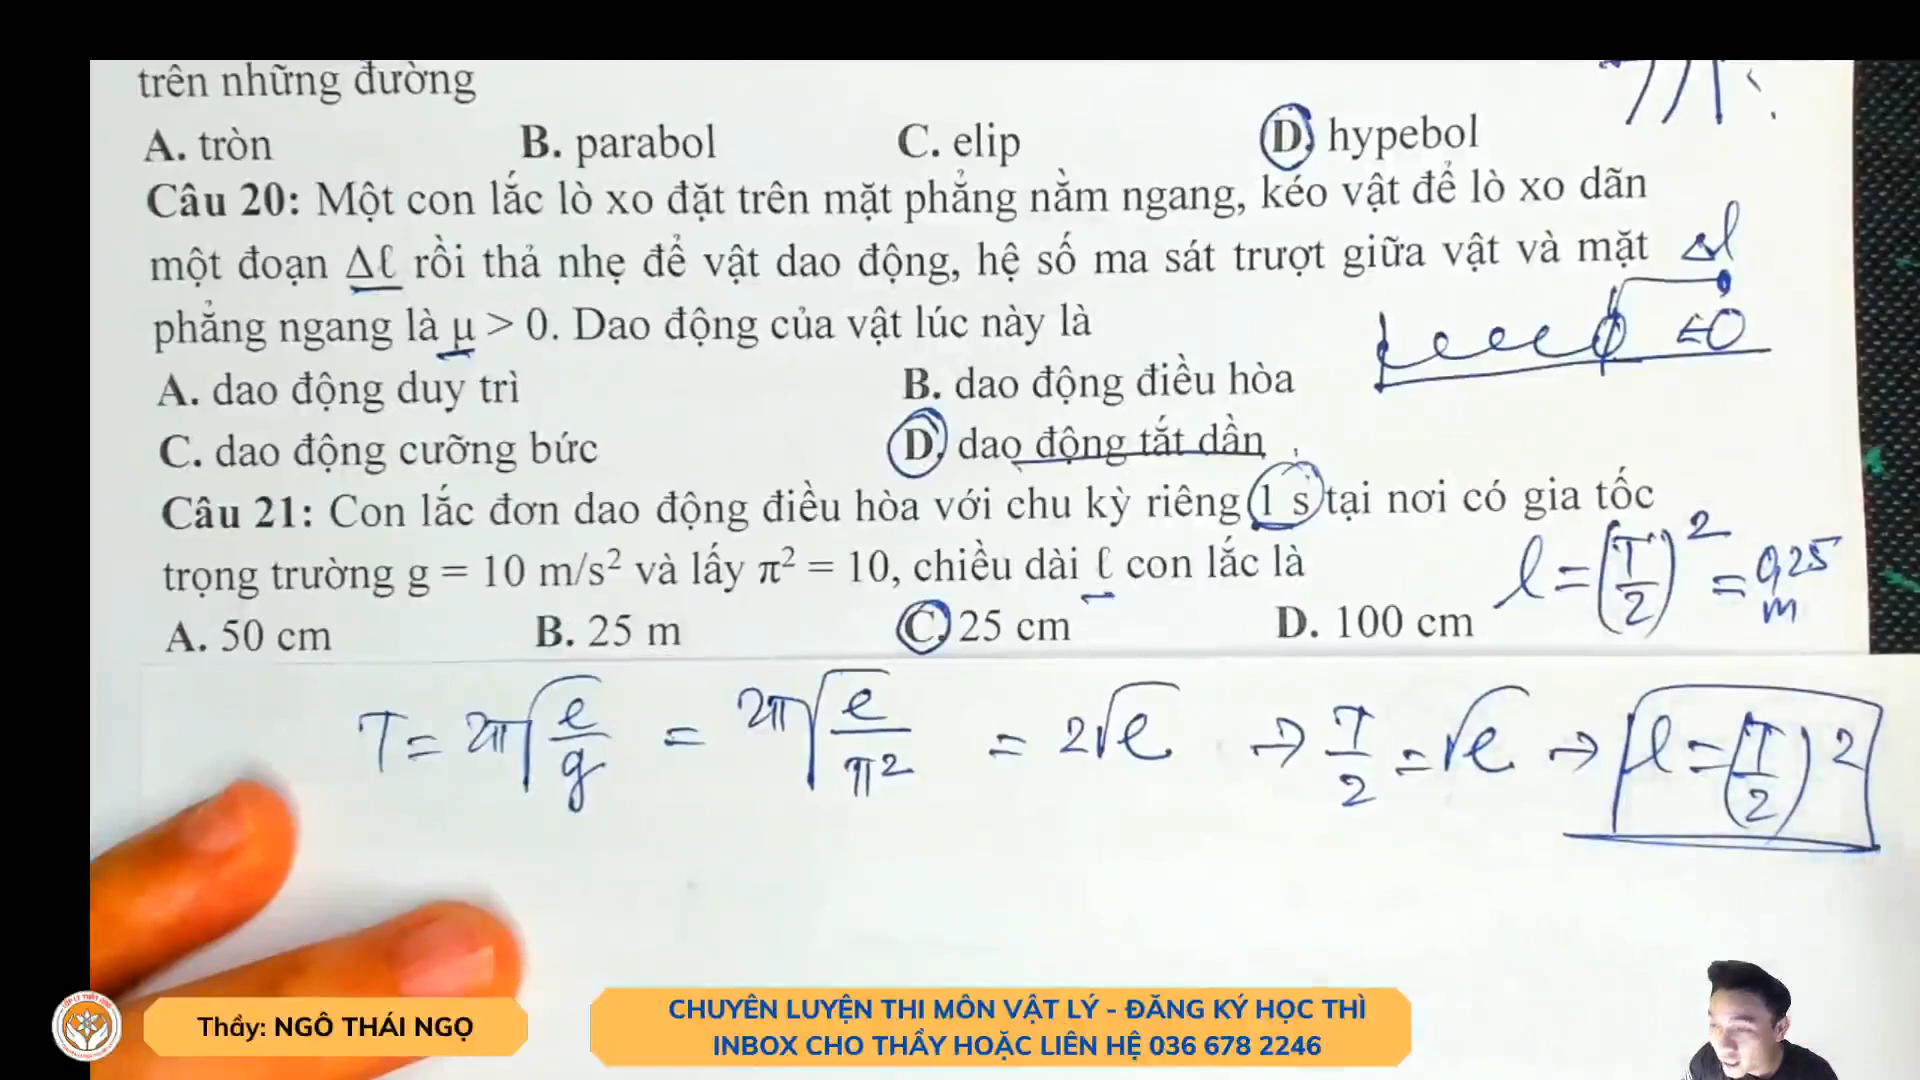 trên những đường
A. tròn B. parabol C. elip D. hypebol
Câu 20: Một con lắc lò xo đặt trên mặt phẳng nằm ngang, kéo vật để lò xo dãn
một đoạn Δℓ rồi thả nhẹ để vật dao động, hệ số ma sát trượt giữa vật và mặt
Δl
phẳng ngang là μ > 0. Dao động của vật lúc này là
A. dao động duy trì B. dao động điều hòa
C. dao động cưỡng bức D. dao động tắt dần
Câu 21: Con lắc đơn dao động điều hòa với chu kỳ riêng 1 s tại nơi có gia tốc
trọng trường g = 10 m/s² và lấy π² = 10, chiều dài ℓ con lắc là
l = (T/2)² = 0,25 m
A. 50 cm B. 25 m C. 25 cm D. 100 cm
T = 2π√(l/g) = 2π√(l/π²) = 2√l → T/2 = √l → l = (T/2)²
Thầy: NGÔ THÁI NGỌ
CHUYÊN LUYỆN THI MÔN VẬT LÝ - ĐĂNG KÝ HỌC THÌ
INBOX CHO THẦY HOẶC LIÊN HỆ 036 678 2246